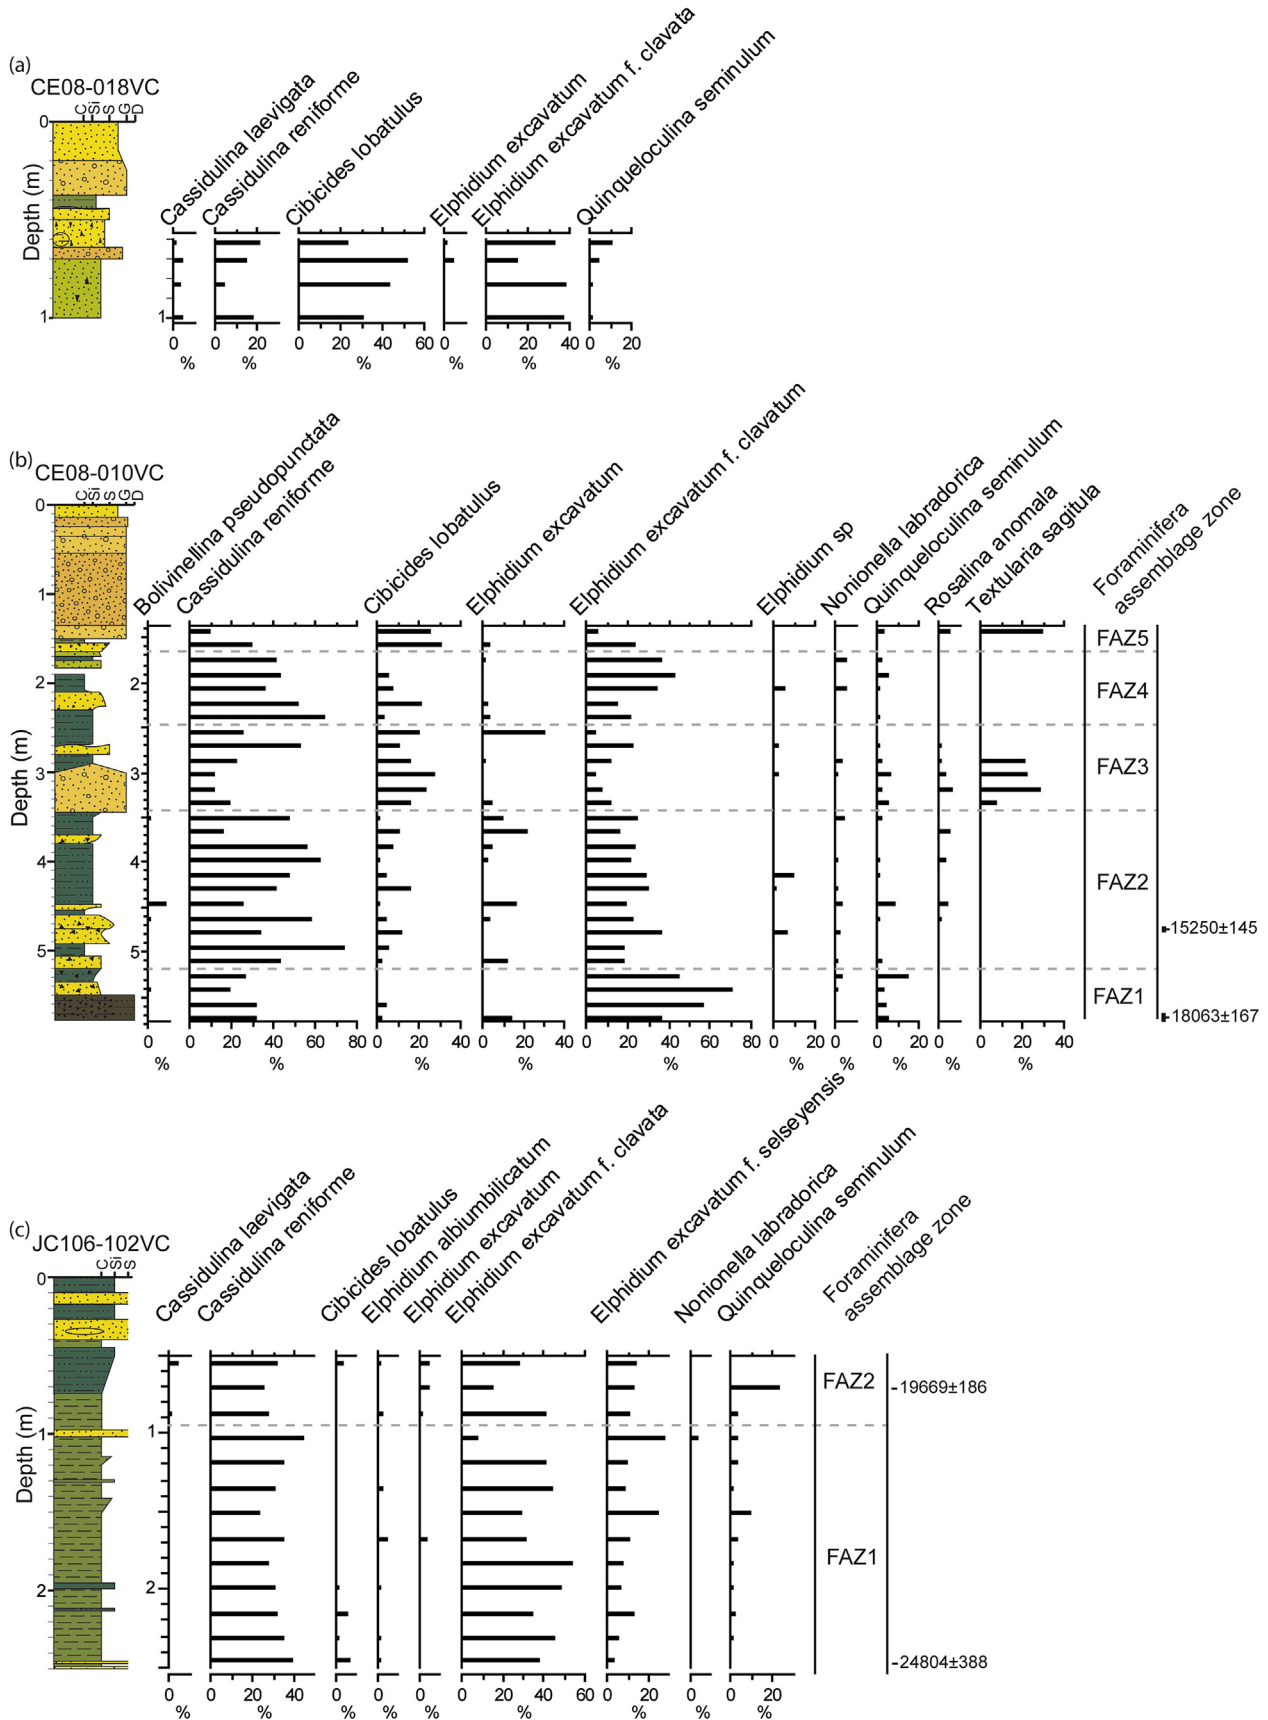 (a)
CE08-018VC
C Si S G D
Cassidulina laevigata
Cassidulina reniforme
Cibicides lobatulus
Elphidium excavatum
Elphidium excavatum f. clavata
Quinqueloculina seminulum
Depth (m)
0
1
1
0 0 20 0 20 40 60 0 0 20 40 0 20
% % % % % %
(b)
CE08-010VC
C Si S G D
Bolivinellina pseudopunctata
Cassidulina reniforme
Cibicides lobatulus
Elphidium excavatum
Elphidium excavatum f. clavatum
Elphidium sp
Nonionella labradorica
Quinqueloculina seminulum
Rosalina anomala
Textularia sagitula
Foraminifera
assemblage zone
Depth (m)
0
1
2 2
3 3
4 4
5 5
FAZ5
FAZ4
FAZ3
FAZ2
FAZ1
15250±145
18063±167
0 0 20 40 60 80 0 20 40 0 20 40 0 20 40 60 80 0 20 0 0 20 0 0 20 40
% % % % % % % % % %
(c)
JC106-102VC
C Si S
Cassidulina laevigata
Cassidulina reniforme
Cibicides lobatulus
Elphidium albiumbilicatum
Elphidium excavatum
Elphidium excavatum f. clavata
Elphidium excavatum f. selseyensis
Nonionella labradorica
Quinqueloculina seminulum
Foraminifera
assemblage zone
Depth (m)
0
1 1
2 2
FAZ2
FAZ1
-19669±186
-24804±388
0 0 20 40 0 0 0 0 20 40 60 0 20 0 0 20
% % % % % % % % %